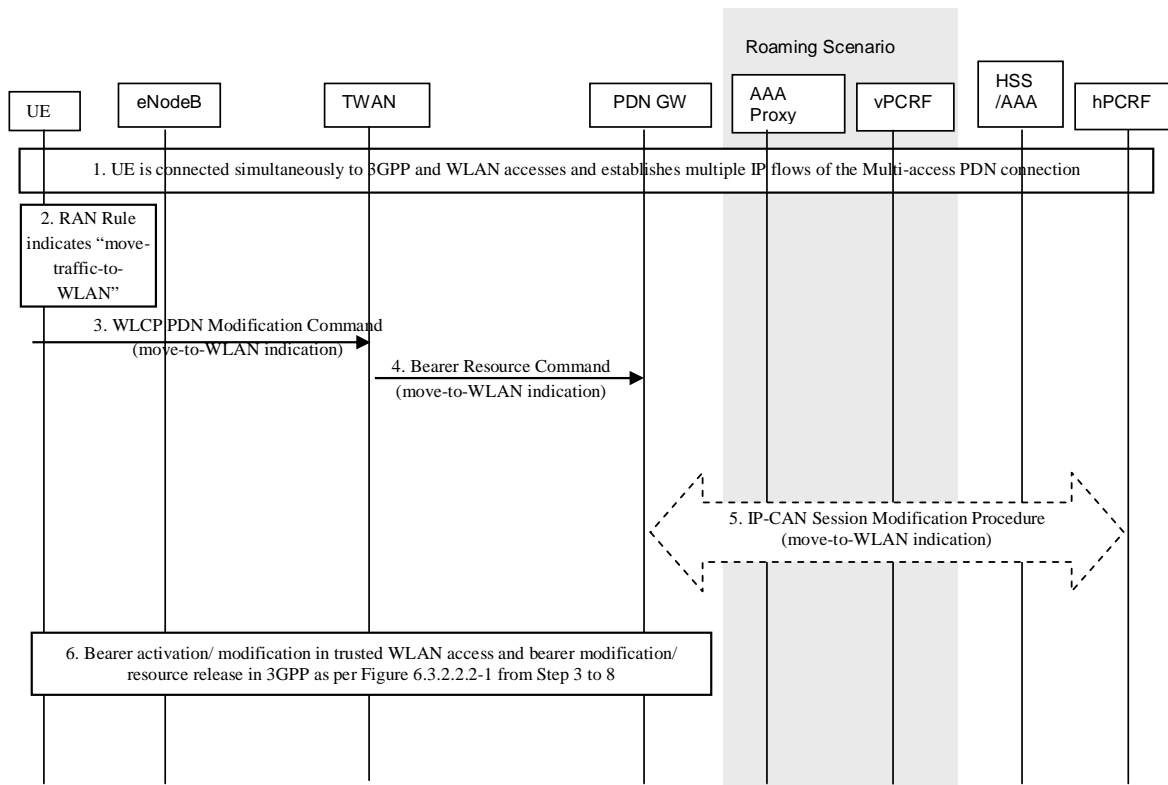 Roaming Scenario
UE
eNodeB
TWAN
PDN GW
AAA
Proxy
vPCRF
HSS
/AAA
hPCRF
1. UE is connected simultaneously to 3GPP and WLAN accesses and establishes multiple IP flows of the Multi-access PDN connection
2. RAN Rule
indicates “move-
traffic-to-
WLAN”
3. WLCP PDN Modification Command
(move-to-WLAN indication)
4. Bearer Resource Command
(move-to-WLAN indication)
5. IP-CAN Session Modification Procedure
(move-to-WLAN indication)
6. Bearer activation/ modification in trusted WLAN access and bearer modification/
resource release in 3GPP as per Figure 6.3.2.2.2-1 from Step 3 to 8